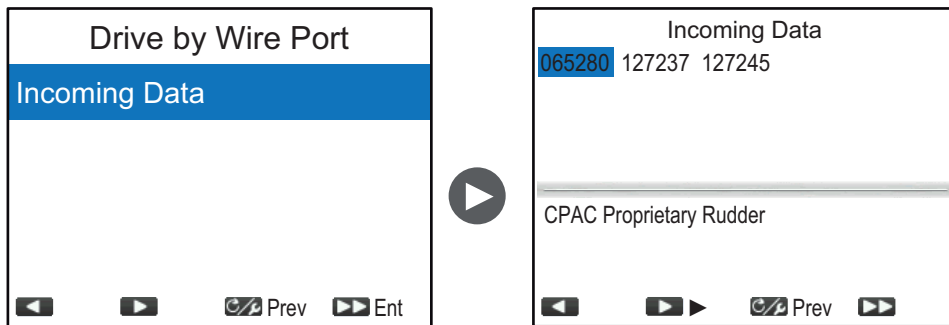 Drive by Wire Port
Incoming Data
Prev Ent
Incoming Data
065280 127237 127245
CPAC Proprietary Rudder
Prev